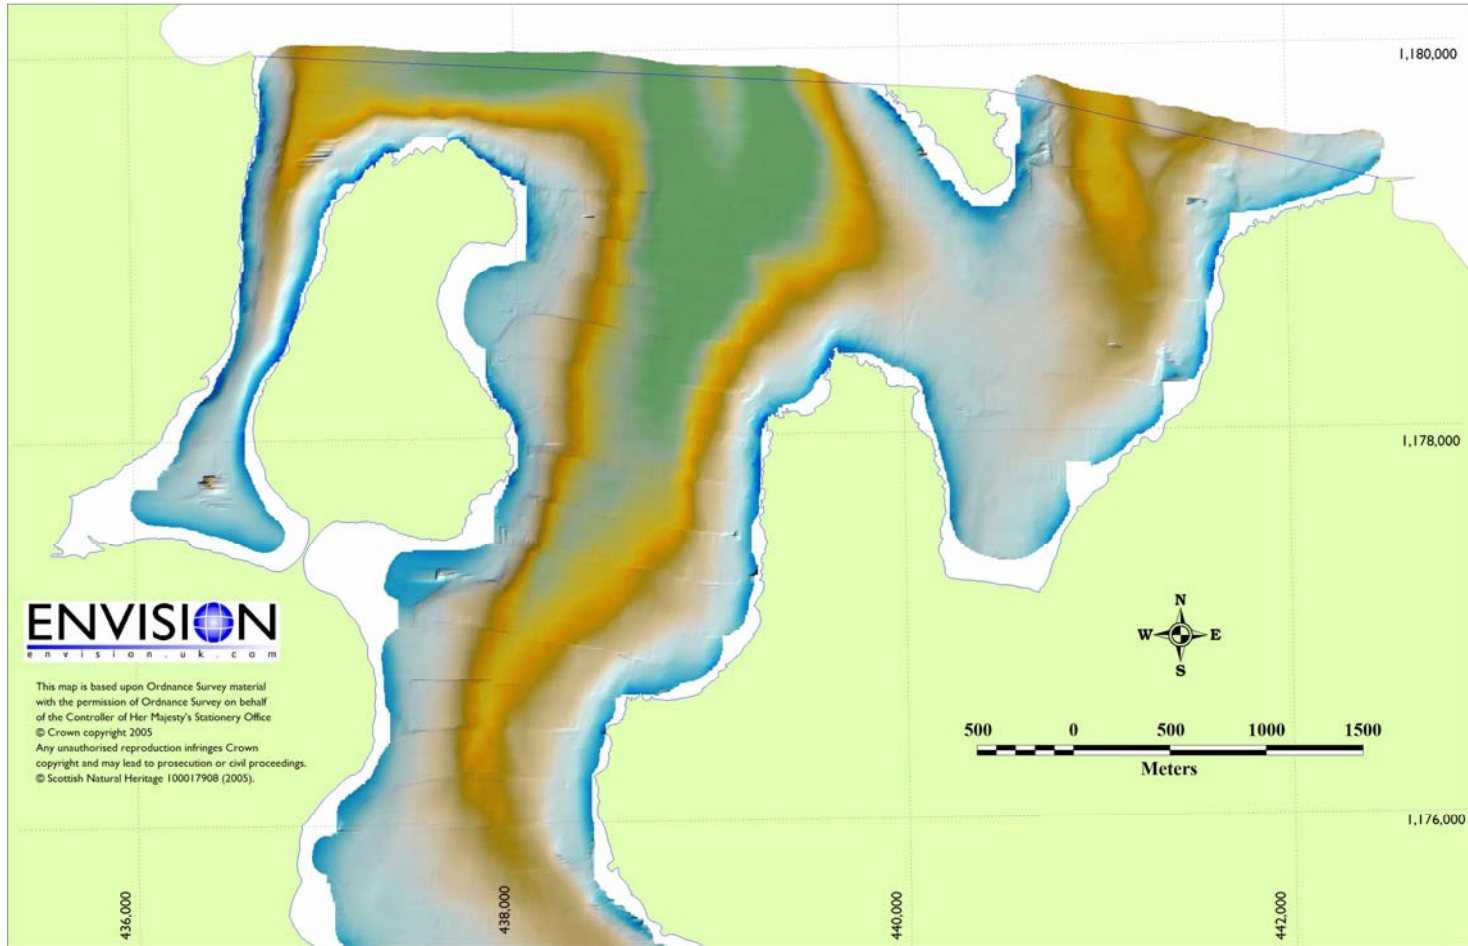 1,180,000
1,178,000
ENVISION
envision.uk.com
N
W E
S
This map is based upon Ordnance Survey material
with the permission of Ordnance Survey on behalf
of the Controller of Her Majesty's Stationery Office
© Crown copyright 2005
Any unauthorised reproduction infringes Crown
copyright and may lead to prosecution or civil proceedings.
© Scottish Natural Heritage 100017908 (2005).
500 0 500 1000 1500
Meters
1,176,000
436,000
438,000
440,000
442,000